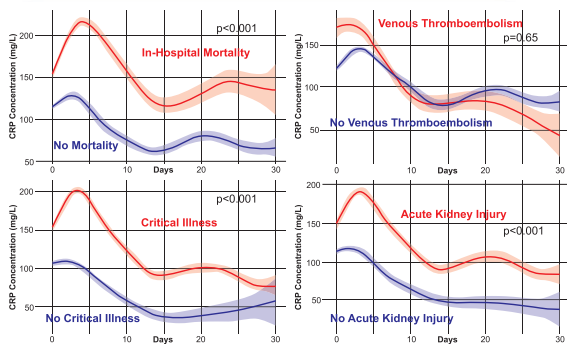 CRP Concentration (mg/L)
200
150
100
50
p<0.001
In-Hospital Mortality
No Mortality
0
10
20
30
Days
CRP Concentration (mg/L)
150
100
50
Venous Thromboembolism
p=0.65
No Venous Thromboembolism
0
10
20
30
Days
CRP Concentration (mg/L)
200
150
100
50
p<0.001
Critical Illness
No Critical Illness
0
10
20
30
Days
CRP Concentration (mg/L)
200
150
100
50
Acute Kidney Injury
p<0.001
No Acute Kidney Injury
0
10
20
30
Days